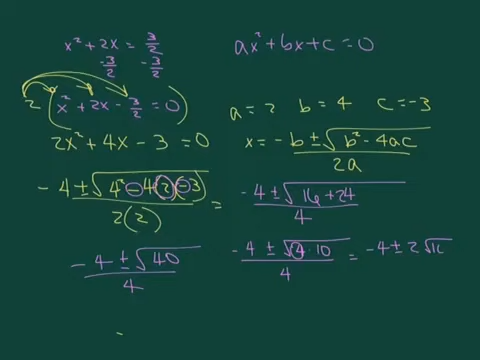 x² + 2x = 3/2
-3/2 -3/2
2 (x² + 2x - 3/2 = 0)
2x² + 4x - 3 = 0
-4 ± √(4² - 4(2)(-3)) / 2(2) =
-4 ± √40 / 4
ax² + bx + c = 0
a = 2 b = 4 c = -3
x = -b ± √(b² - 4ac) / 2a
-4 ± √(16 + 24) / 4
-4 ± √(4 · 10) / 4 = -4 ± 2√10